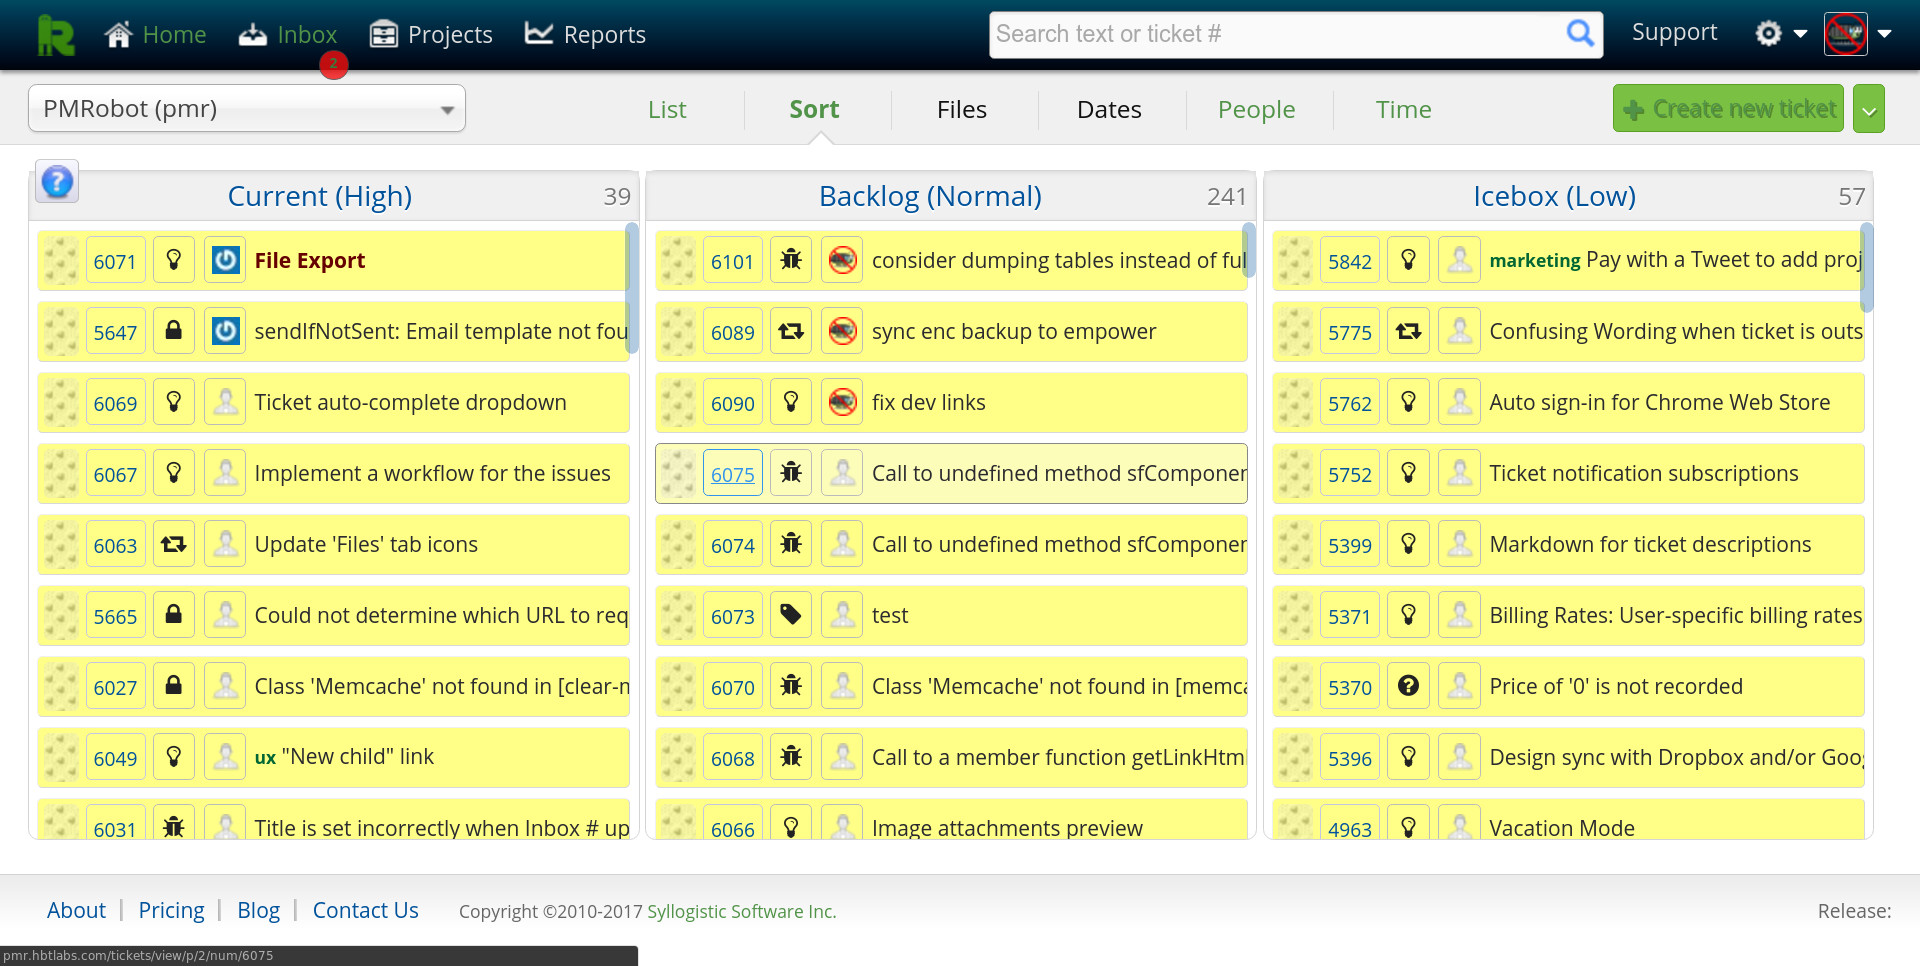 Home Inbox Projects Reports Search text or ticket # Support
2
PMRobot (pmr) List Sort Files Dates People Time Create new ticket
Current (High) 39
6071 File Export
5647 sendIfNotSent: Email template not fou
6069 Ticket auto-complete dropdown
6067 Implement a workflow for the issues
6063 Update 'Files' tab icons
5665 Could not determine which URL to req
6027 Class 'Memcache' not found in [clear-n
6049 ux "New child" link
6031 Title is set incorrectly when Inbox # up
Backlog (Normal) 241
6101 consider dumping tables instead of ful
6089 sync enc backup to empower
6090 fix dev links
6075 Call to undefined method sfComponen
6074 Call to undefined method sfComponen
6073 test
6070 Class 'Memcache' not found in [memca
6068 Call to a member function getLinkHtml
6066 Image attachments preview
Icebox (Low) 57
5842 marketing Pay with a Tweet to add proj
5775 Confusing Wording when ticket is outs
5762 Auto sign-in for Chrome Web Store
5752 Ticket notification subscriptions
5399 Markdown for ticket descriptions
5371 Billing Rates: User-specific billing rates
5370 Price of '0' is not recorded
5396 Design sync with Dropbox and/or Goog
4963 Vacation Mode
About | Pricing | Blog | Contact Us Copyright ©2010-2017 Syllogistic Software Inc. Release:
pmr.hbtlabs.com/tickets/view/p/2/num/6075